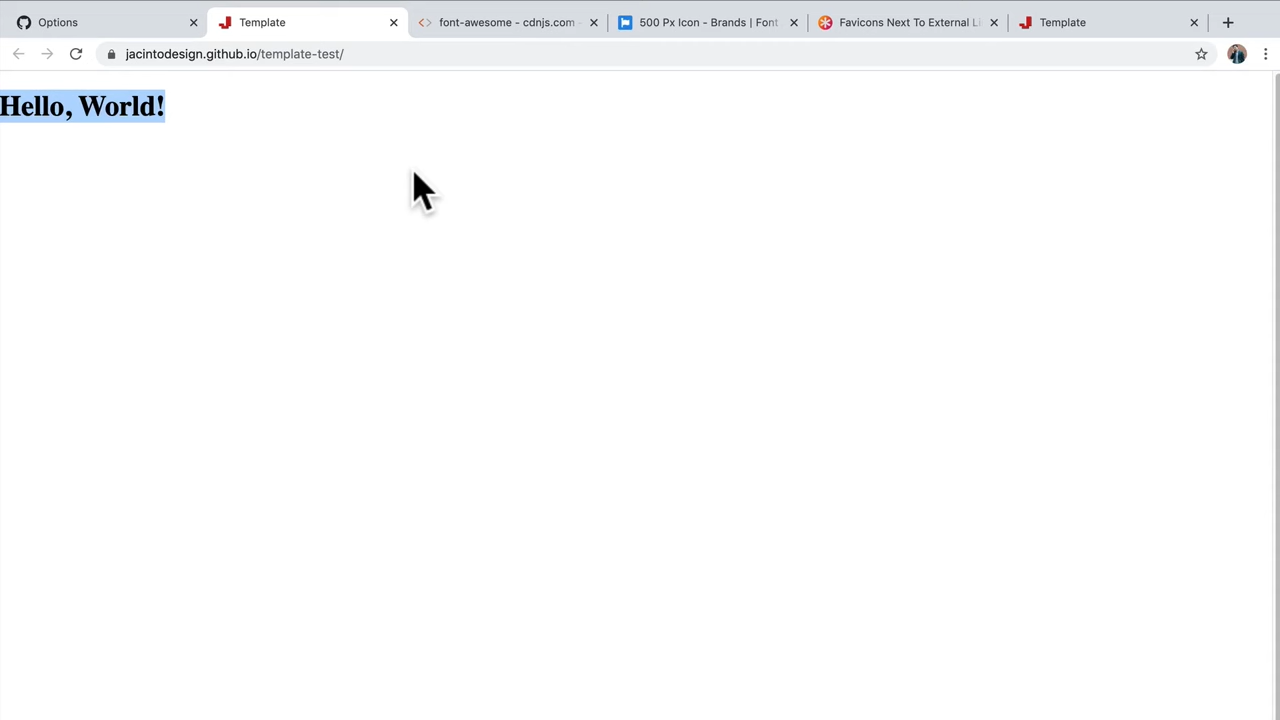 Options
Template
font-awesome - cdnjs.com -
500 Px Icon - Brands | Font
Favicons Next To External Li
Template
jacintodesign.github.io/template-test/
Hello, World!